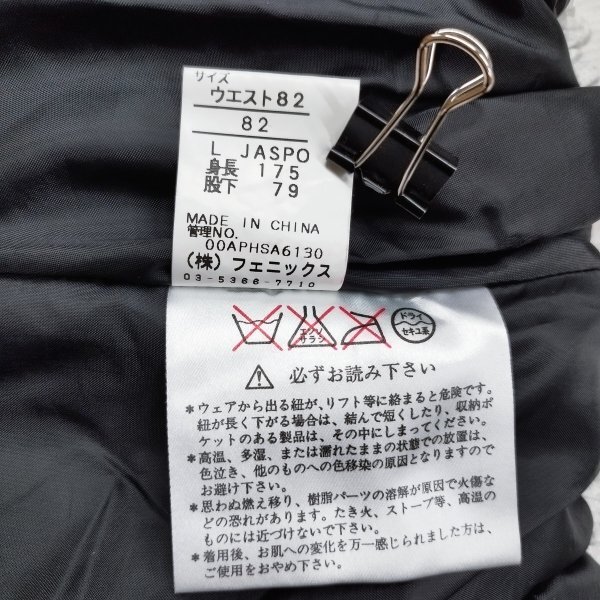 サイズ
ウエスト82
82
L JASPO
身長 175
股下 79
MADE IN CHINA
管理NO.
00APHSA6130
(株) フェニックス
03-5366-7710
エンソ
サラシ
ドライ
セキユ系
必ずお読み下さい
*ウェアから出る紐が、リフト等に絡まると危険です。
紐が長く下がる場合は、結んで短くしたり、収納ポ
ケットのある製品は、その中にしまってください。
*高温、多湿、または濡れたままの状態での放置は、
色泣き、他のものへの色移染の原因となりますので
お避け下さい。
*思わぬ燃え移り、樹脂パーツの溶解が原因で火傷な
どの恐れがあります。たき火、ストーブ等、高温の
ものには近づけないで下さい。
*着用後、お肌への変化を万一感じられました方は、
ご使用をおやめ下さい。